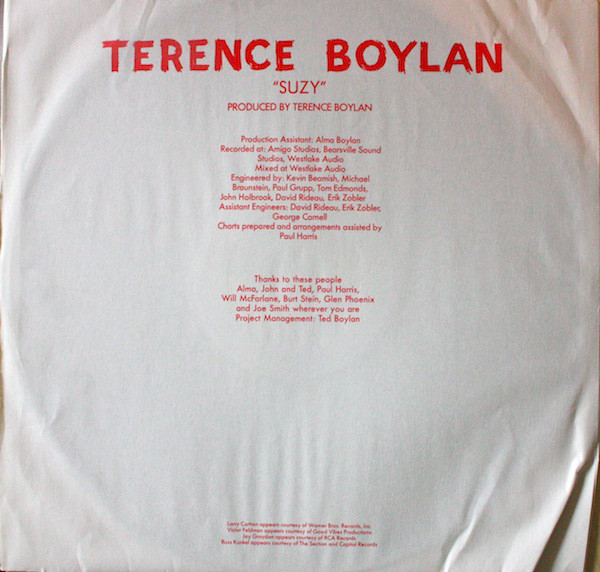 TERENCE BOYLAN
"SUZY"
PRODUCED BY TERENCE BOYLAN
Production Assistant: Alma Boylan
Recorded at: Amigo Studios, Bearsville Sound
Studios, Westlake Audio
Mixed at Westlake Audio
Engineered by: Kevin Beamish, Michael
Braunstein, Paul Grupp, Tom Edmonds,
John Holbrook, David Rideau, Erik Zobler
Assistant Engineers: David Rideau, Erik Zobler,
George Carnell
Charts prepared and arrangements assisted by
Paul Harris
Thanks to these people
Alma, John and Ted, Paul Harris,
Will McFarlane, Burt Stein, Glen Phoenix
and Joe Smith wherever you are
Project Management: Ted Boylan
Larry Carlton appears courtesy of Warner Bros. Records, Inc.
Victor Feldman appears courtesy of Good Vibes Productions
Jay Graydon appears courtesy of RCA Records
Russ Kunkel appears courtesy of The Section and Capitol Records